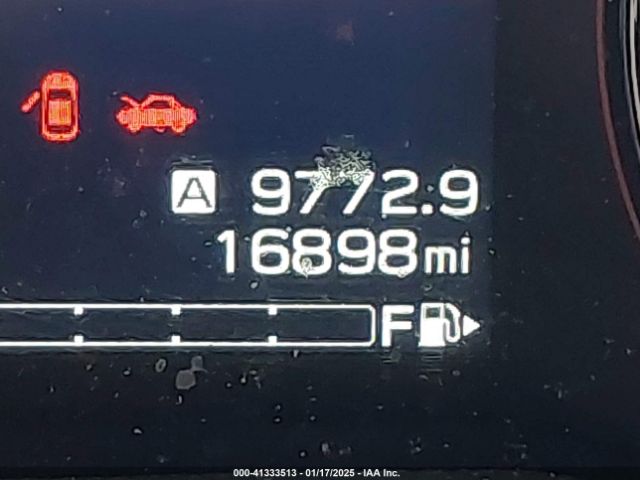 A 9772.9
16898mi
F
000-41333513 - 01/17/2025 - IAA Inc.